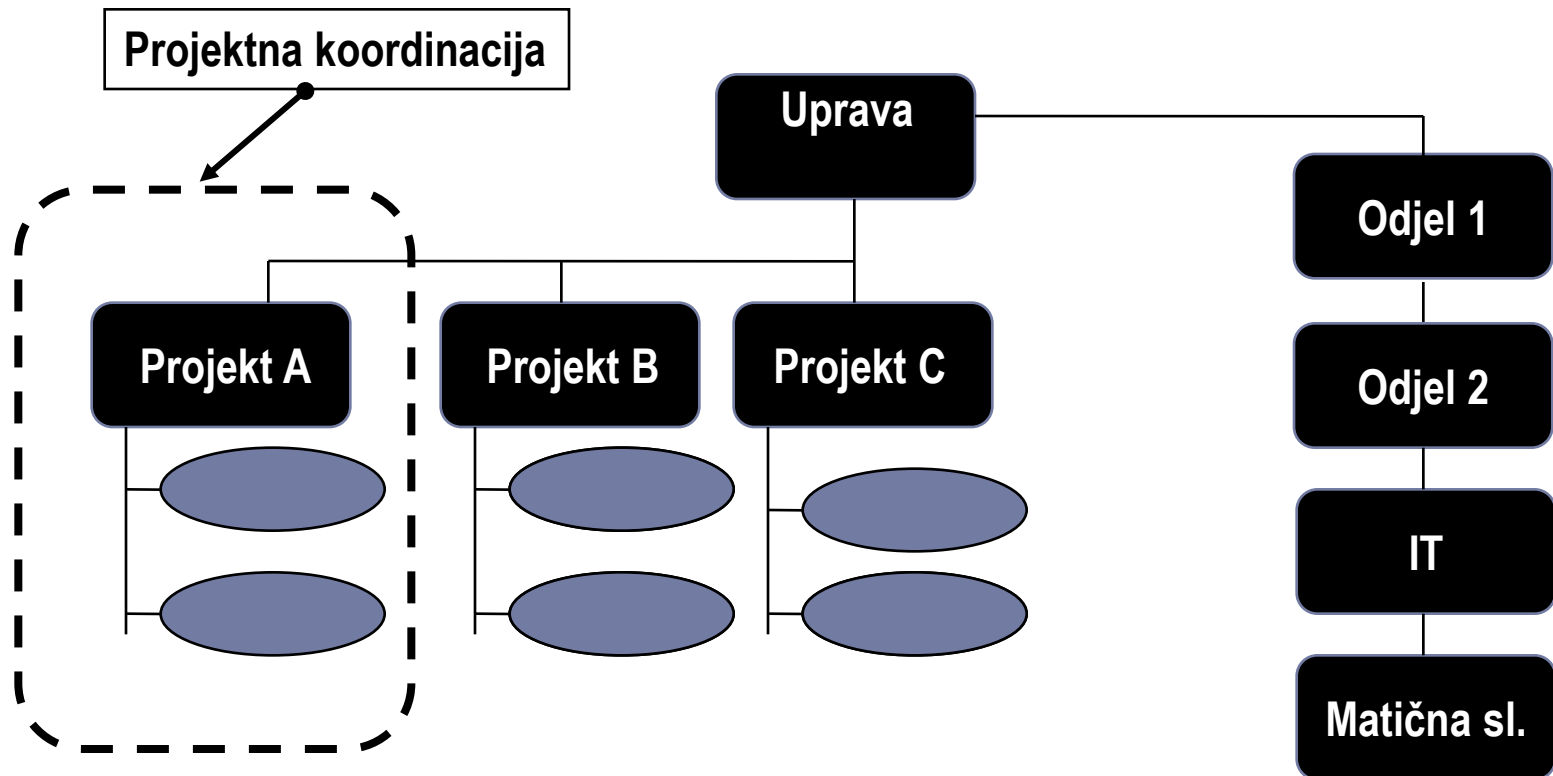 Projektna koordinacija
Uprava
Odjel 1
Projekt A
Projekt B
Projekt C
Odjel 2
IT
Matična sl.